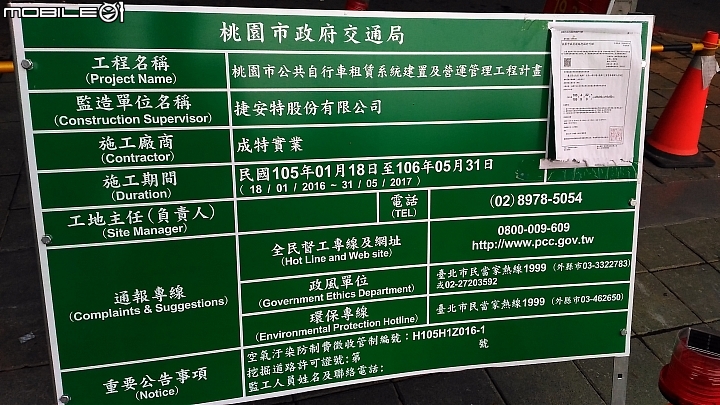 MOBILE01
桃園市政府交通局
工程名稱
(Project Name)
桃園市公共自行車租賃系統建置及營運管理工程計畫
監造單位名稱
(Construction Supervisor)
捷安特股份有限公司
施工廠商
(Contractor)
成特實業
施工期間
(Duration)
民國105年01月18日至106年05月31日
( 18 / 01 / 2016 ~ 31 / 05 / 2017 )
工地主任(負責人)
(Site Manager)
電話
(TEL)
(02) 8978-5054
通報專線
(Complaints & Suggestions)
全民督工專線及網址
(Hot Line and Web site)
0800-009-609
http://www.pcc.gov.tw
政風單位
(Government Ethics Department)
臺北市民當家熱線1999 (外縣市03-3322783)
或02-27203592
環保專線
(Environmental Protection Hotline)
臺北市民當家熱線1999 (外縣市03-462650)
重要公告事項
(Notice)
空氣汙染防制費徵收管制編號：H105H1Z016-1
挖掘道路許可證號:第 號
監工人員姓名及聯絡電話: